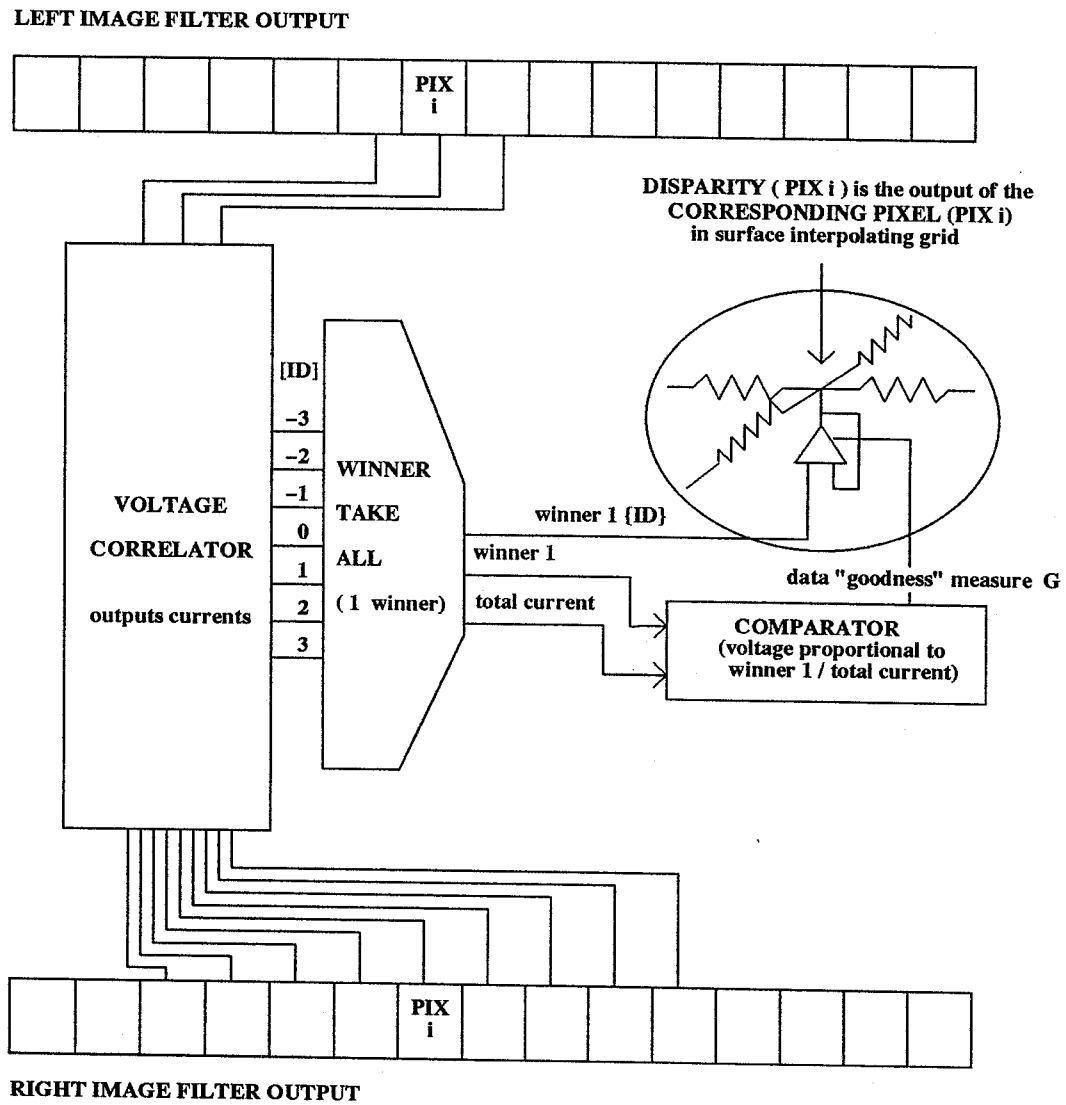 LEFT IMAGE FILTER OUTPUT
PIX
i
DISPARITY ( PIX i ) is the output of the
CORRESPONDING PIXEL (PIX i)
in surface interpolating grid
[ID]
−3
−2
−1
0
1
2
3
VOLTAGE
CORRELATOR
outputs currents
WINNER
TAKE
ALL
( 1 winner)
winner 1 {ID}
winner 1
total current
data "goodness" measure G
COMPARATOR
(voltage proportional to
winner 1 / total current)
PIX
i
RIGHT IMAGE FILTER OUTPUT